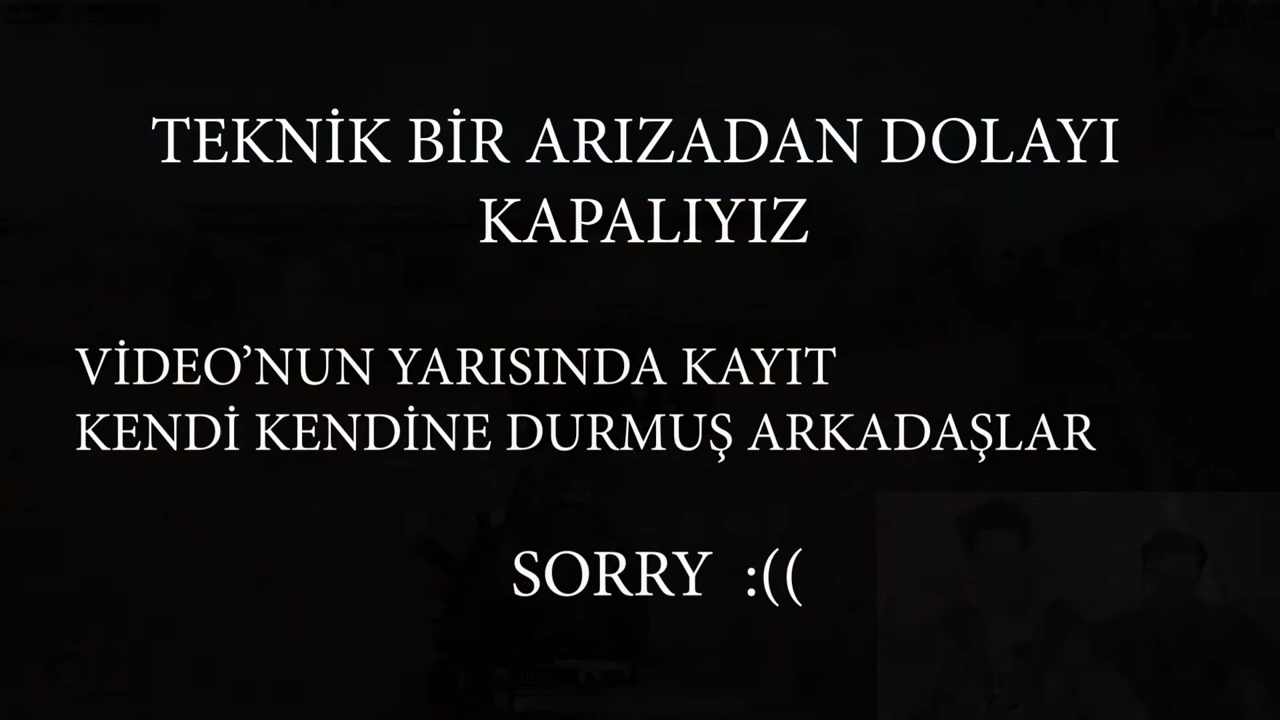 TEKNİK BİR ARIZADAN DOLAYI
KAPALIYIZ
VİDEO’NUN YARISINDA KAYIT
KENDİ KENDİNE DURMUŞ ARKADAŞLAR
SORRY :((